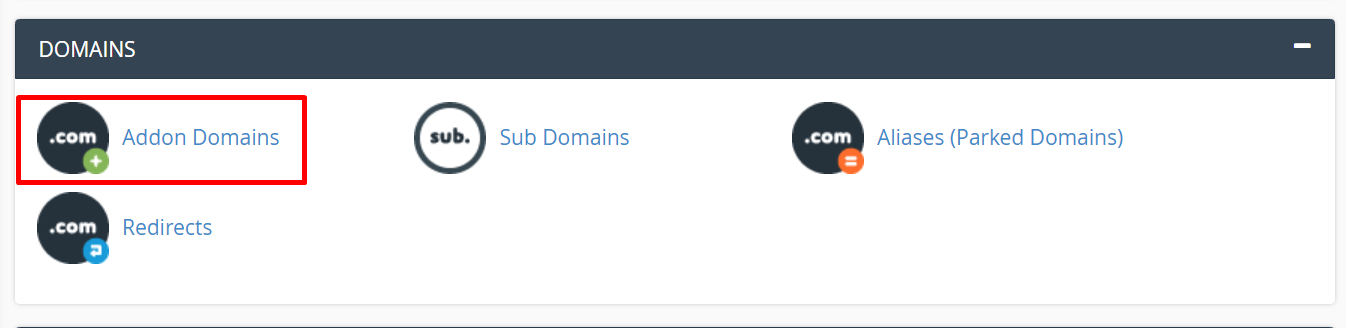 DOMAINS
.com Addon Domains
sub. Sub Domains
.com Aliases (Parked Domains)
.com Redirects